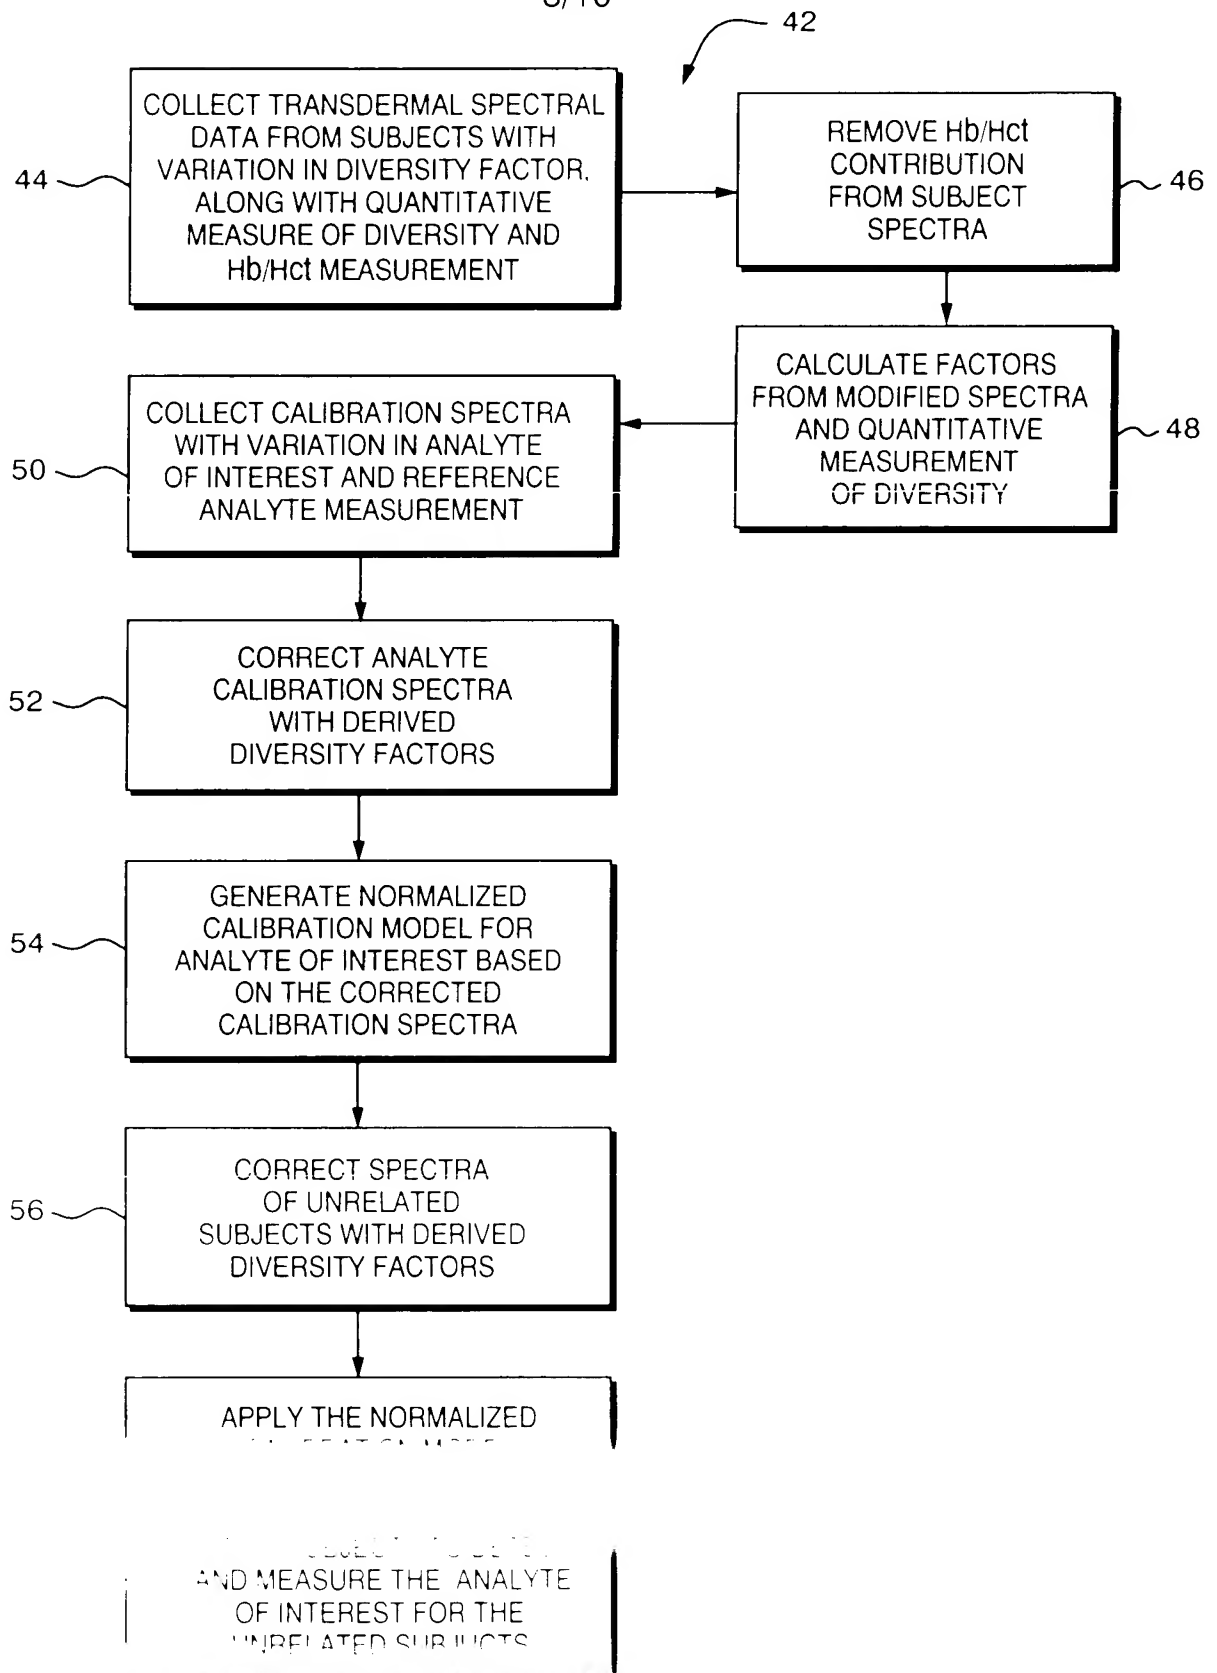 42
COLLECT TRANSDERMAL SPECTRAL
DATA FROM SUBJECTS WITH
VARIATION IN DIVERSITY FACTOR,
ALONG WITH QUANTITATIVE
MEASURE OF DIVERSITY AND
Hb/Hct MEASUREMENT
44
REMOVE Hb/Hct
CONTRIBUTION
FROM SUBJECT
SPECTRA
46
CALCULATE FACTORS
FROM MODIFIED SPECTRA
AND QUANTITATIVE
MEASUREMENT
OF DIVERSITY
48
COLLECT CALIBRATION SPECTRA
WITH VARIATION IN ANALYTE
OF INTEREST AND REFERENCE
ANALYTE MEASUREMENT
50
CORRECT ANALYTE
CALIBRATION SPECTRA
WITH DERIVED
DIVERSITY FACTORS
52
GENERATE NORMALIZED
CALIBRATION MODEL FOR
ANALYTE OF INTEREST BASED
ON THE CORRECTED
CALIBRATION SPECTRA
54
CORRECT SPECTRA
OF UNRELATED
SUBJECTS WITH DERIVED
DIVERSITY FACTORS
56
APPLY THE NORMALIZED
AND MEASURE THE ANALYTE
OF INTEREST FOR THE
UNRELATED SUBJUCTS